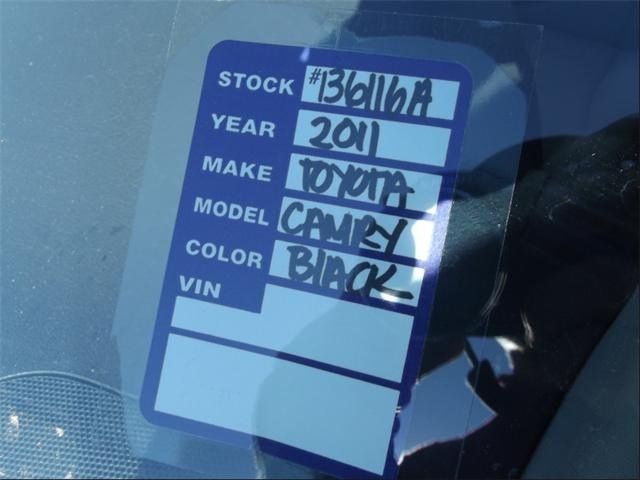 STOCK #136116A
YEAR 2011
MAKE TOYOTA
MODEL CAMRY
COLOR BLACK
VIN